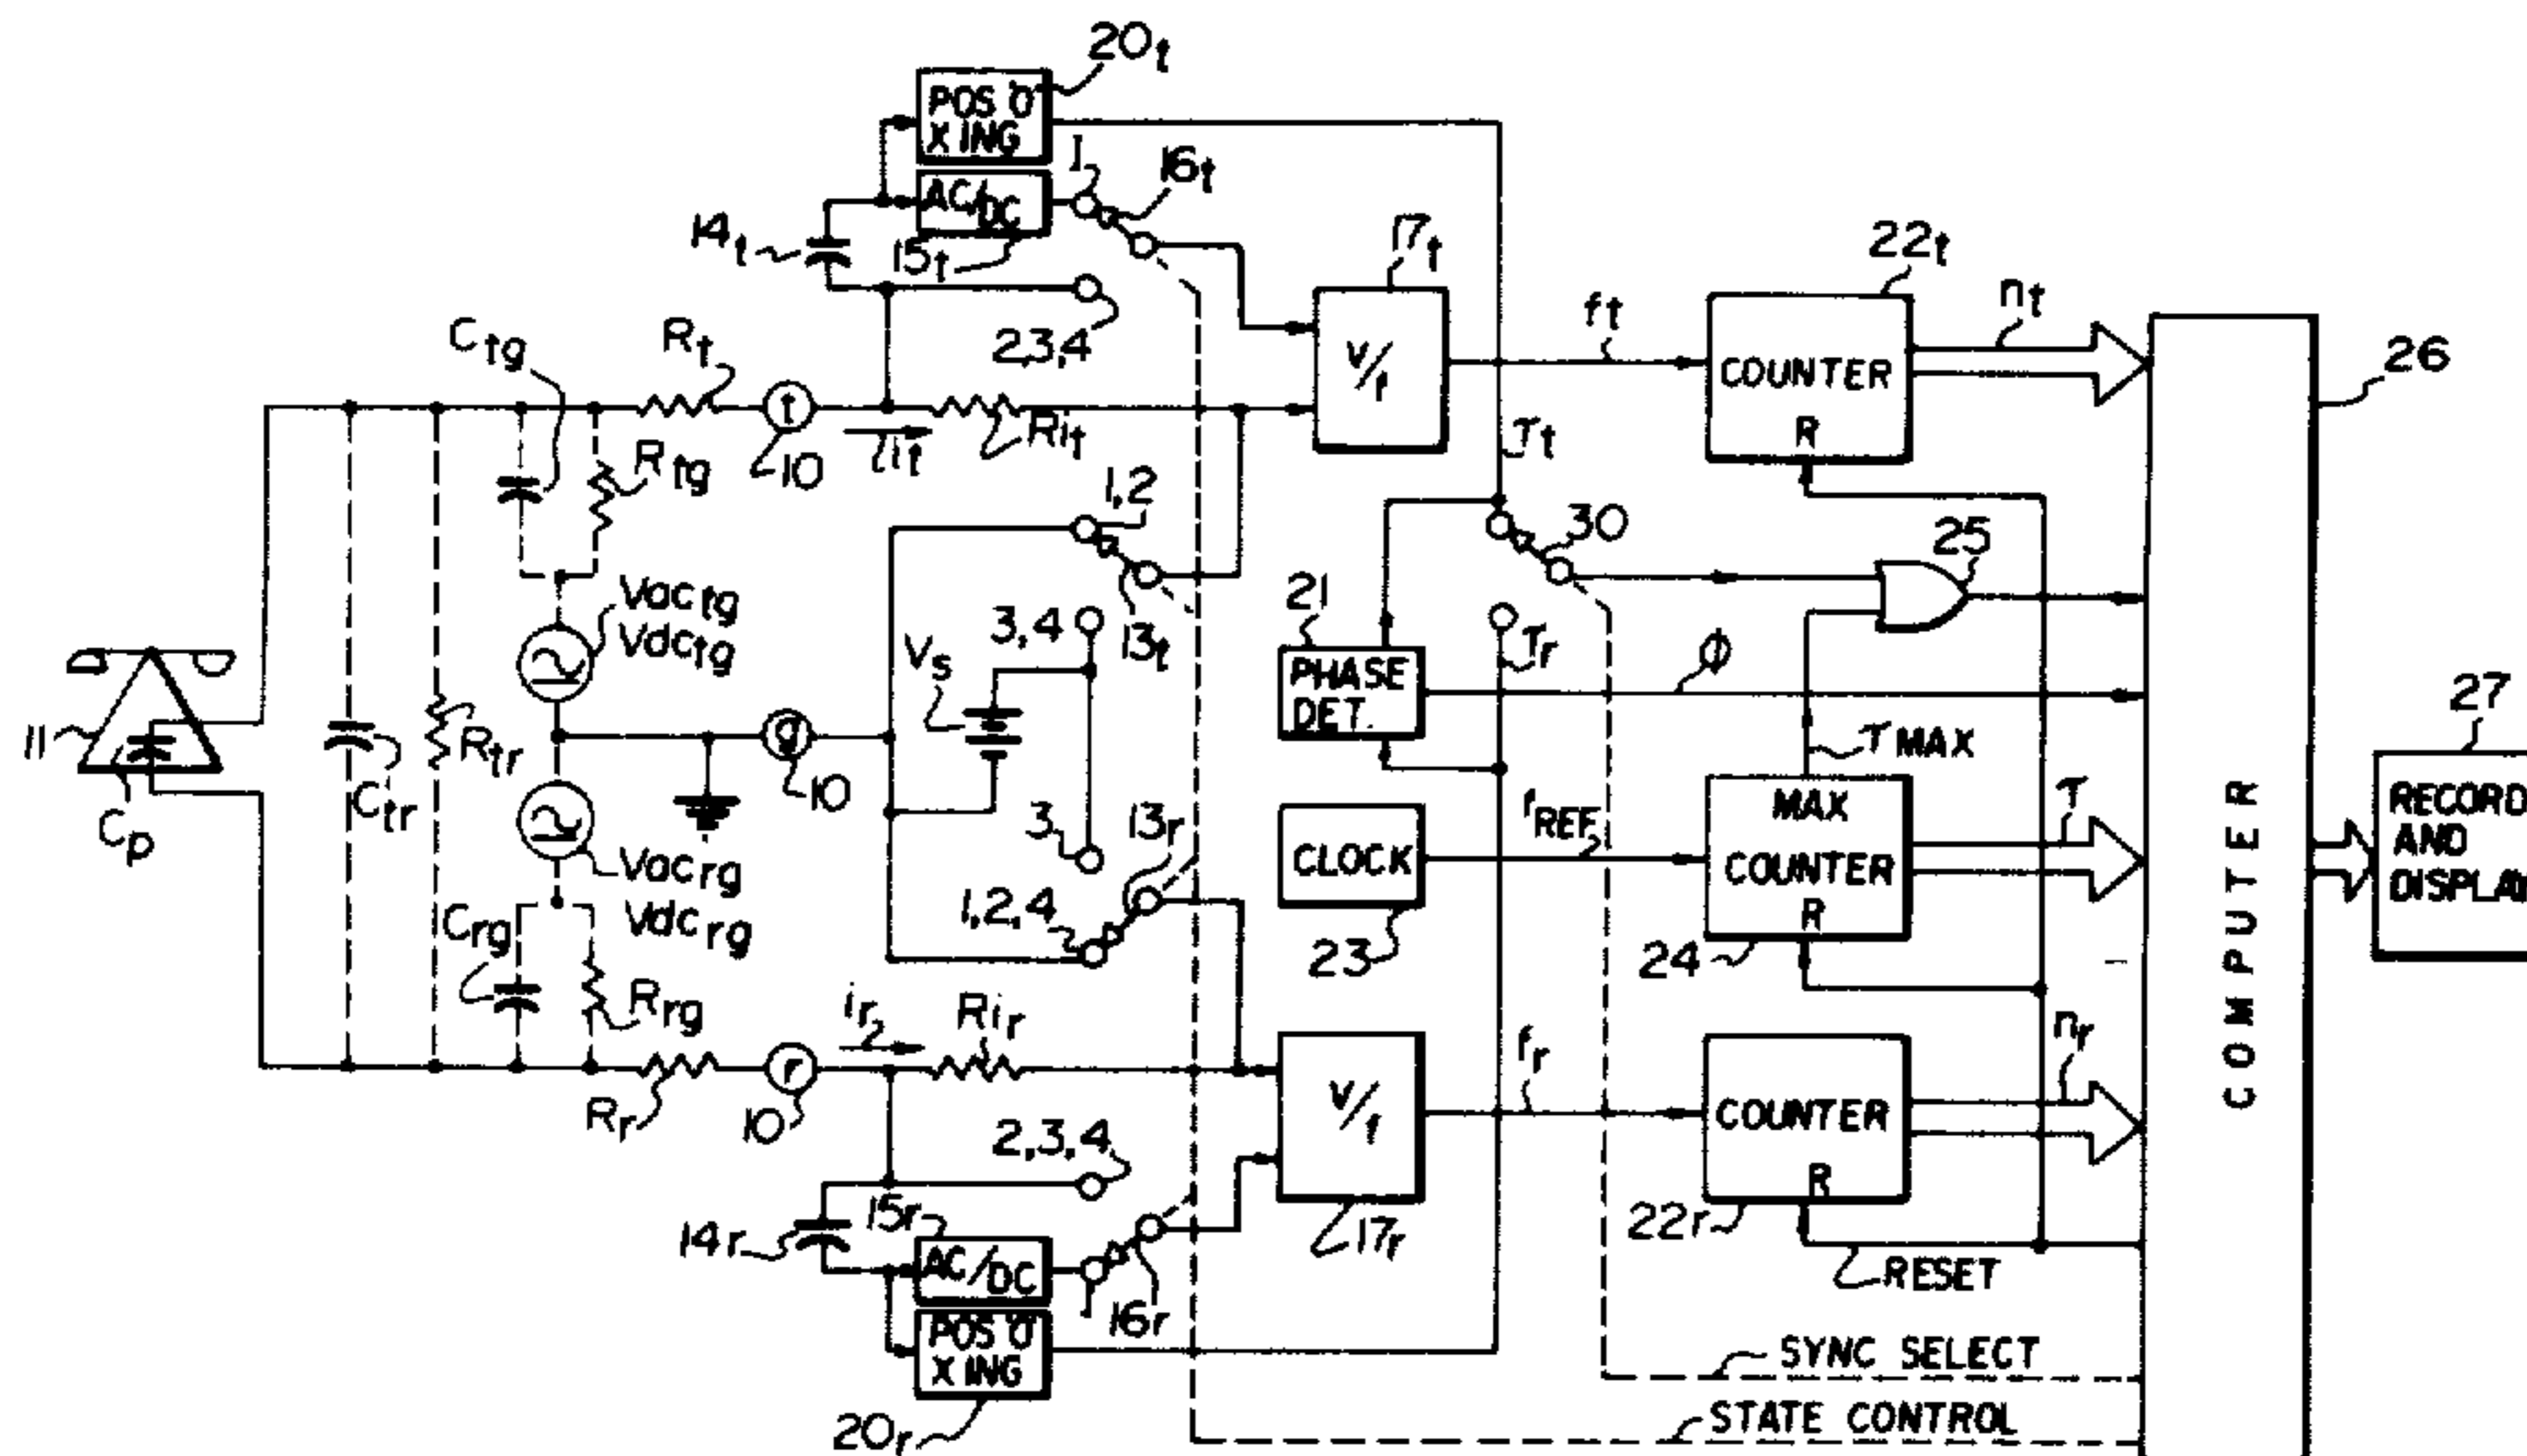 20t
POS 0
X ING
1
16t
AC/DC
14t
15t
17t
22t
nt
Ctg
Rt
2,3,4
V/f
ft
COUNTER
R
26
t
10
it
Rit
Rtg
Tt
1,2
30
25
Vactg
Vdctg
3,4
13t
21
PHASE
DET.
Tr
ϕ
27
Vs
11
Cp
Ctr
Rtr
g
10
T MAX
MAX
COUNTER
R
T
RECORD
AND
DISPLAY
3
13r
CLOCK
fREF
Vacrg
Vdcrg
1,2,4
23
24
COMPUTER
Crg
Rrg
ir
Rir
fr
nr
Rr
r
10
2,3,4
V/f
COUNTER
R
14r
15r
AC/DC
1
16r
17r
22r
RESET
POS 0
X ING
20r
SYNC SELECT
STATE CONTROL